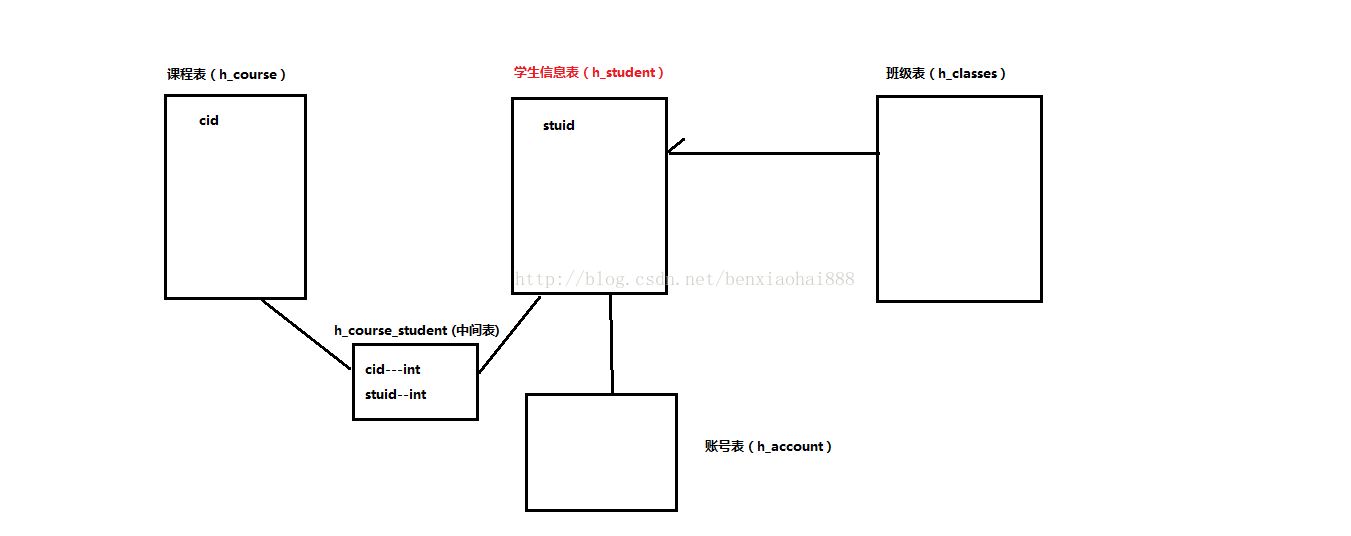 课程表（h_course）
学生信息表（h_student）
班级表（h_classes）
cid
stuid
http://blog.csdn.net/benxiaohai888
h_course_student (中间表)
cid---int
stuid--int
账号表（h_account）